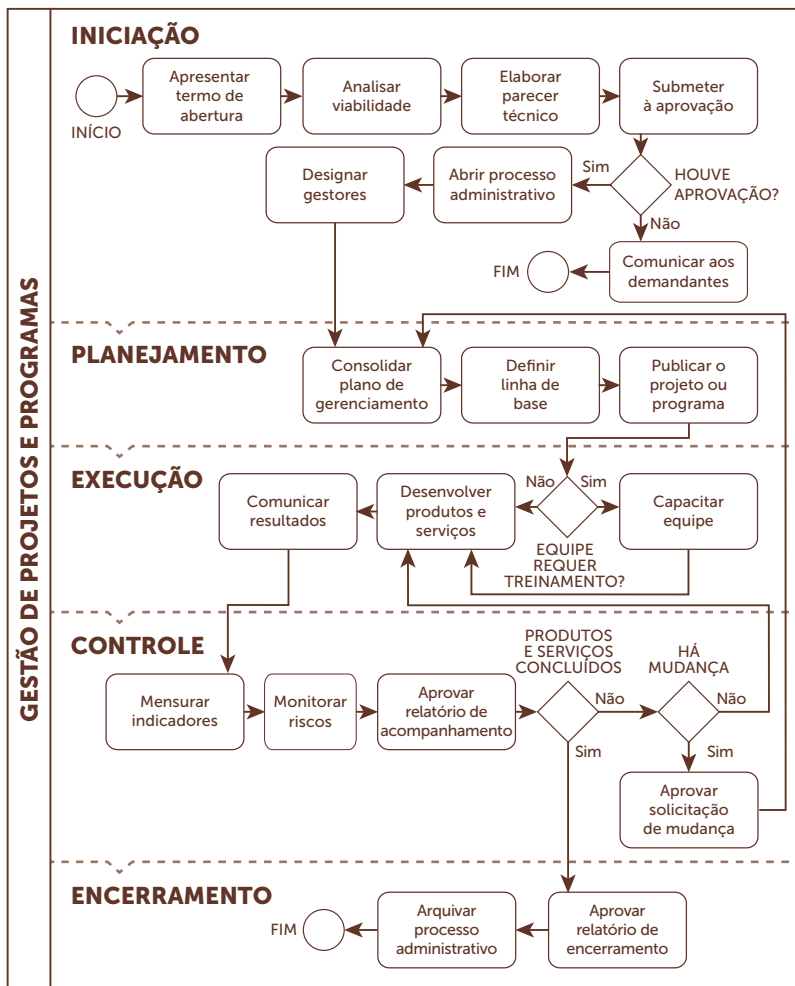 GESTÃO DE PROJETOS E PROGRAMAS
INICIAÇÃO
INÍCIO
Apresentar
termo de
abertura
Analisar
viabilidade
Elaborar
parecer
técnico
Submeter
à aprovação
HOUVE
APROVAÇÃO?
Sim
Abrir processo
administrativo
Designar
gestores
Não
Comunicar aos
demandantes
FIM
PLANEJAMENTO
Consolidar
plano de
gerenciamento
Definir
linha de
base
Publicar o
projeto ou
programa
EXECUÇÃO
Comunicar
resultados
Desenvolver
produtos e
serviços
Não
Sim
EQUIPE
REQUER
TREINAMENTO?
Capacitar
equipe
CONTROLE
Mensurar
indicadores
Monitorar
riscos
Aprovar
relatório de
acompanhamento
PRODUTOS
E SERVIÇOS
CONCLUÍDOS
Não
Sim
HÁ
MUDANÇA
Não
Sim
Aprovar
solicitação
de mudança
ENCERRAMENTO
FIM
Arquivar
processo
administrativo
Aprovar
relatório de
encerramento